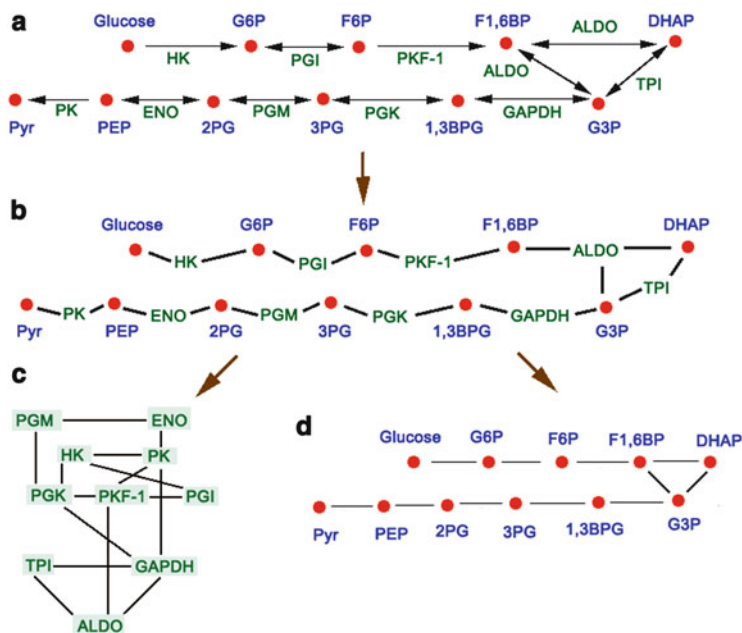 a
Glucose G6P F6P F1,6BP DHAP
ALDO
HK PGI PKF-1 ALDO
TPI
PK ENO PGM PGK GAPDH
Pyr PEP 2PG 3PG 1,3BPG G3P
b
Glucose G6P F6P F1,6BP DHAP
HK PGI PKF-1 ALDO
TPI
PK ENO PGM PGK GAPDH
Pyr PEP 2PG 3PG 1,3BPG G3P
c
PGM ENO
HK PK
PGK PKF-1 PGI
TPI GAPDH
ALDO
d
Glucose G6P F6P F1,6BP DHAP
Pyr PEP 2PG 3PG 1,3BPG G3P